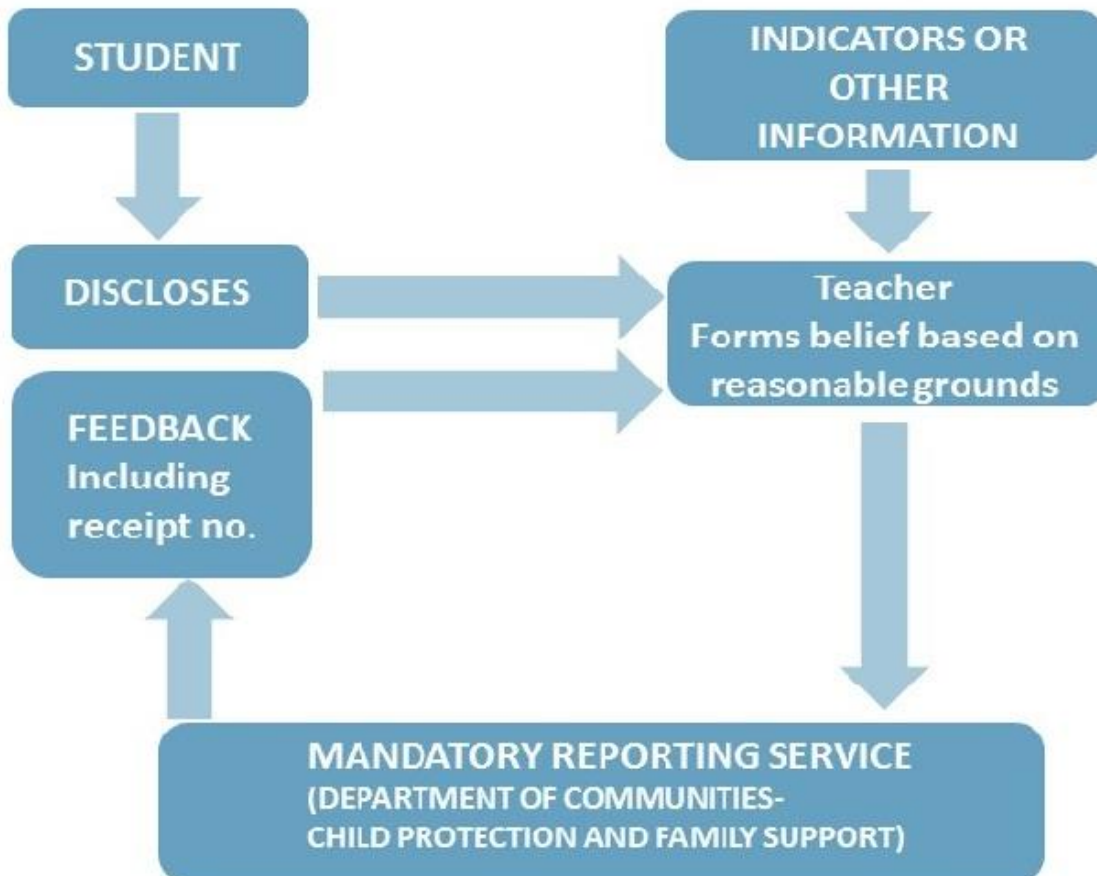 STUDENT
INDICATORS OR
OTHER
INFORMATION
DISCLOSES
Teacher
Forms belief based on
reasonable grounds
FEEDBACK
Including
receipt no.
MANDATORY REPORTING SERVICE
(DEPARTMENT OF COMMUNITIES-
CHILD PROTECTION AND FAMILY SUPPORT)